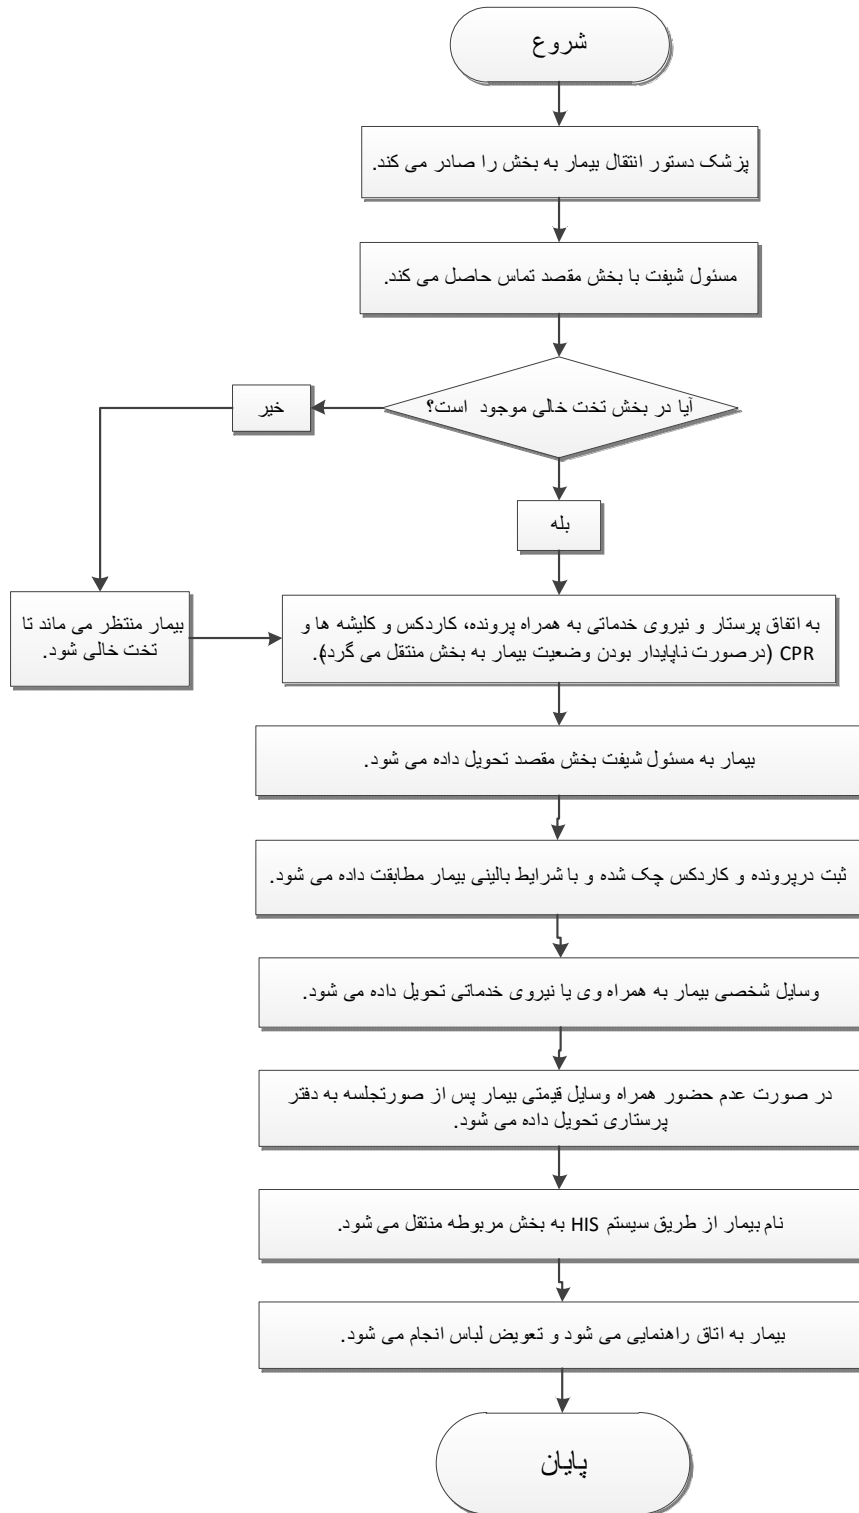 شروع
پزشک دستور انتقال بیمار به بخش را صادر می کند.
مسئول شیفت با بخش مقصد تماس حاصل می کند.
آیا در بخش تخت خالی موجود است؟
خیر
بله
بیمار منتظر می ماند تا
تخت خالی شود.
به اتفاق پرستار و نیروی خدماتی به همراه پرونده، کاردکس و کلیشه ها و
CPR (درصورت ناپایدار بودن وضعیت بیمار به بخش منتقل می گردد).
بیمار به مسئول شیفت بخش مقصد تحویل داده می شود.
ثبت درپرونده و کاردکس چک شده و با شرایط بالینی بیمار مطابقت داده می شود.
وسایل شخصی بیمار به همراه وی یا نیروی خدماتی تحویل داده می شود.
در صورت عدم حضور همراه وسایل قیمتی بیمار پس از صورتجلسه به دفتر
پرستاری تحویل داده می شود.
نام بیمار از طریق سیستم HIS به بخش مربوطه منتقل می شود.
بیمار به اتاق راهنمایی می شود و تعویض لباس انجام می شود.
پایان